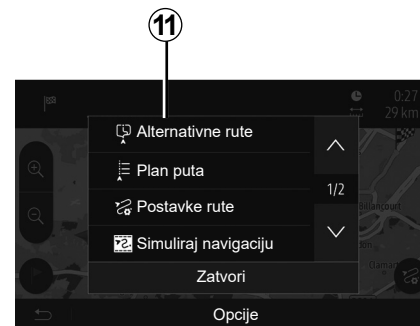 11
0:27
29 km
Alternativne rute
Plan puta
1/2
Postavke rute
Simuliraj navigaciju
Zatvori
Opcije